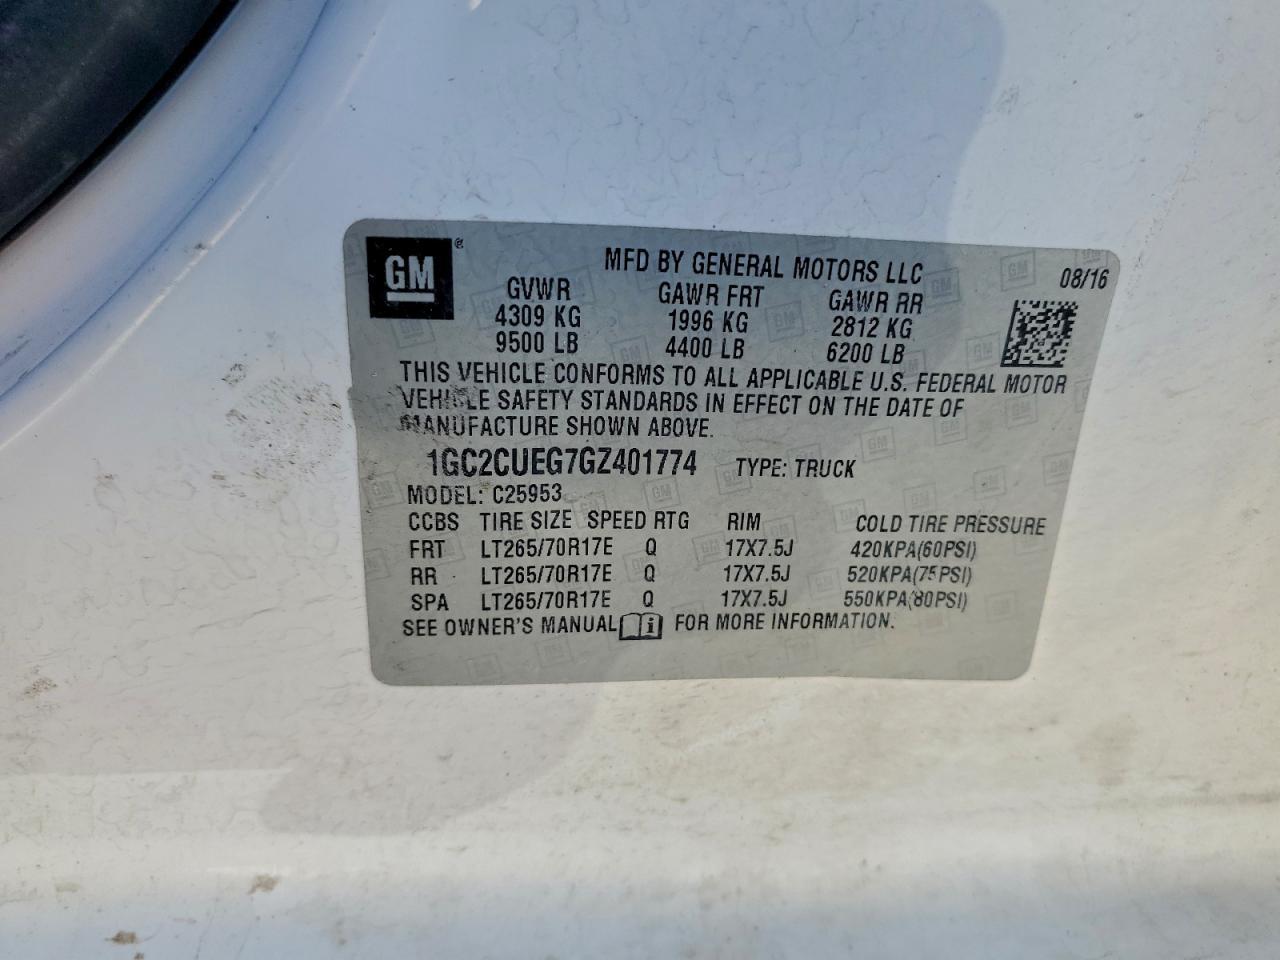 GM®
MFD BY GENERAL MOTORS LLC 08/16
GVWR GAWR FRT GAWR RR
4309 KG 1996 KG 2812 KG
9500 LB 4400 LB 6200 LB
THIS VEHICLE CONFORMS TO ALL APPLICABLE U.S. FEDERAL MOTOR
VEHICLE SAFETY STANDARDS IN EFFECT ON THE DATE OF
MANUFACTURE SHOWN ABOVE.
1GC2CUEG7GZ401774 TYPE: TRUCK
MODEL: C25953
CCBS TIRE SIZE SPEED RTG RIM COLD TIRE PRESSURE
FRT LT265/70R17E Q 17X7.5J 420KPA(60PSI)
RR LT265/70R17E Q 17X7.5J 520KPA(75PSI)
SPA LT265/70R17E Q 17X7.5J 550KPA(80PSI)
SEE OWNER'S MANUAL i FOR MORE INFORMATION.